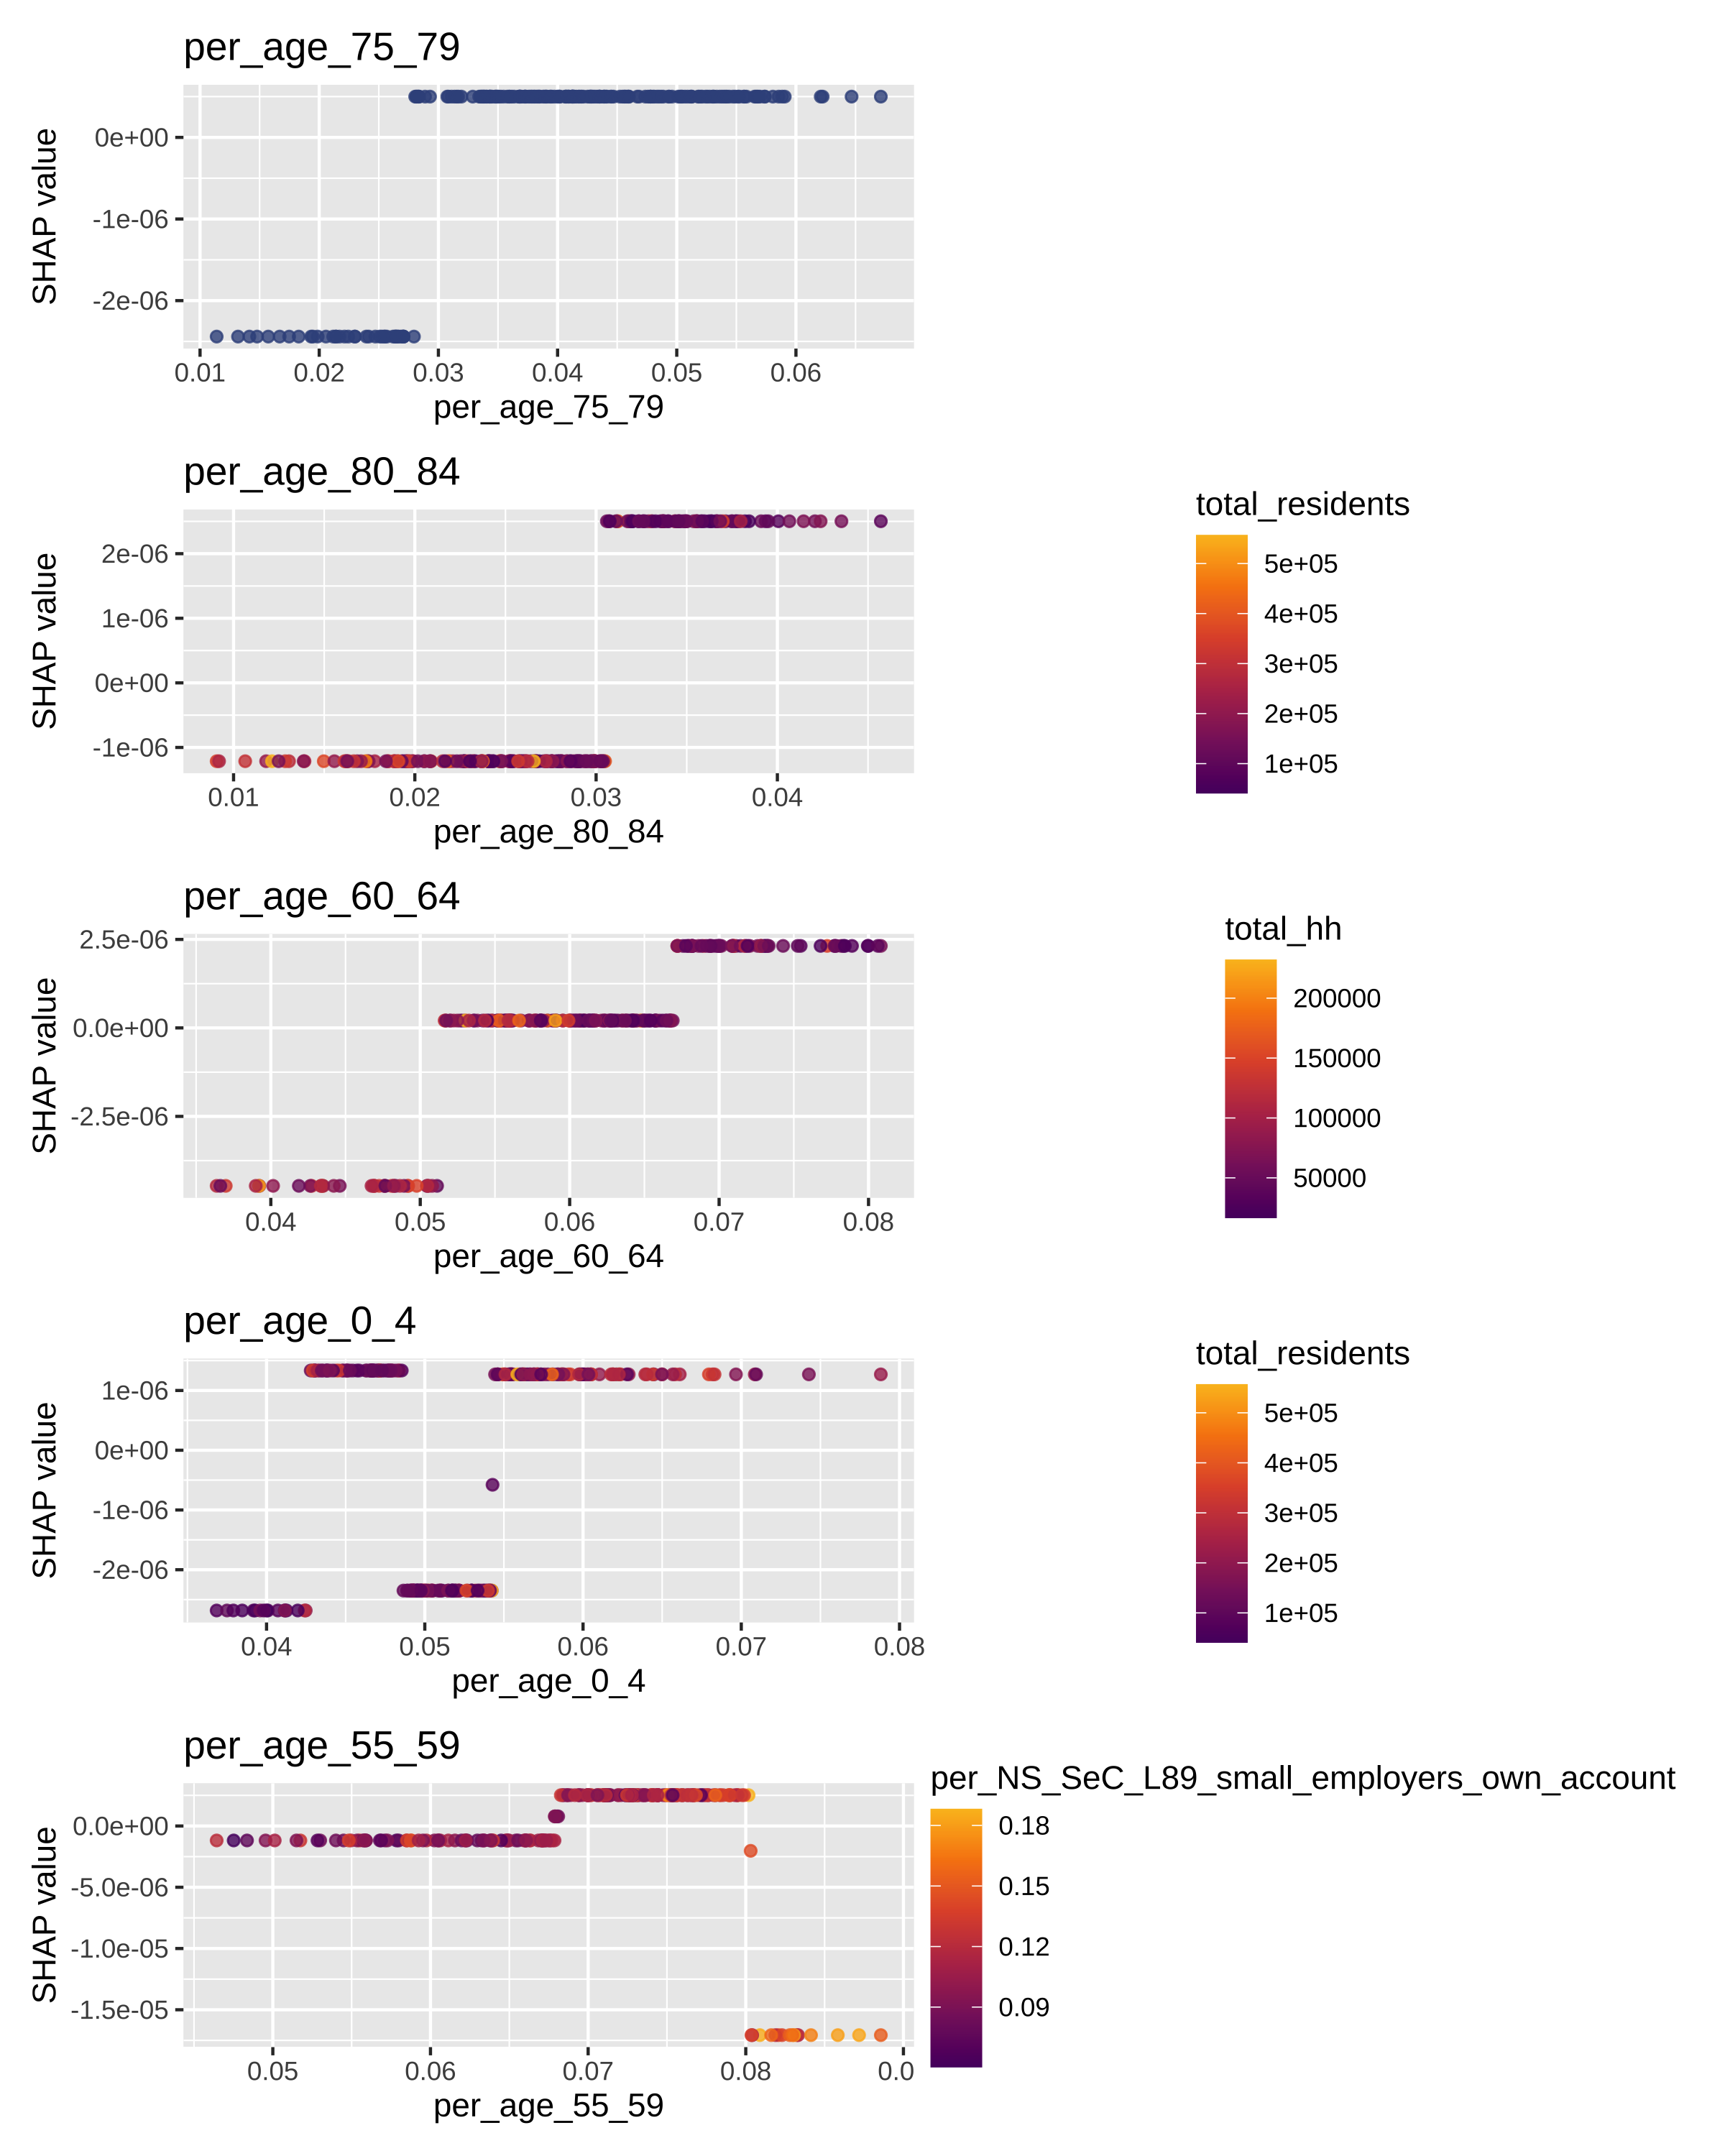 per_age_75_79
SHAP value
0e+00
-1e-06
-2e-06
0.01 0.02 0.03 0.04 0.05 0.06
per_age_75_79
per_age_80_84
SHAP value
2e-06
1e-06
0e+00
-1e-06
0.01 0.02 0.03 0.04
per_age_80_84
total_residents
5e+05
4e+05
3e+05
2e+05
1e+05
per_age_60_64
SHAP value
2.5e-06
0.0e+00
-2.5e-06
0.04 0.05 0.06 0.07 0.08
per_age_60_64
total_hh
200000
150000
100000
50000
per_age_0_4
SHAP value
1e-06
0e+00
-1e-06
-2e-06
0.04 0.05 0.06 0.07 0.08
per_age_0_4
total_residents
5e+05
4e+05
3e+05
2e+05
1e+05
per_age_55_59
SHAP value
0.0e+00
-5.0e-06
-1.0e-05
-1.5e-05
0.05 0.06 0.07 0.08 0.0
per_age_55_59
per_NS_SeC_L89_small_employers_own_account
0.18
0.15
0.12
0.09